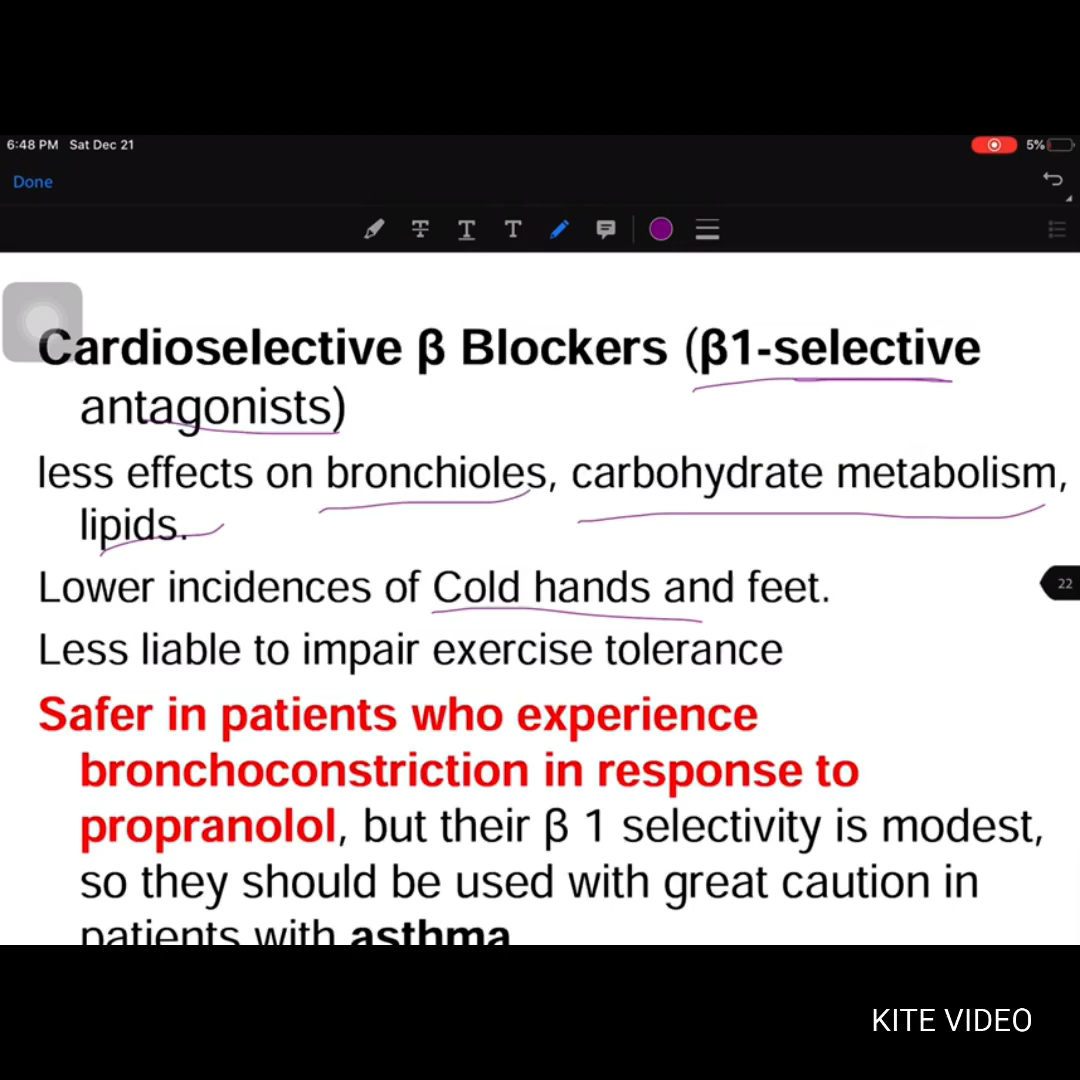 6:48 PM Sat Dec 21
5%
Done
Cardioselective β Blockers (β1-selective
antagonists)
less effects on bronchioles, carbohydrate metabolism,
lipids.
Lower incidences of Cold hands and feet.
22
Less liable to impair exercise tolerance
Safer in patients who experience
bronchoconstriction in response to
propranolol, but their β 1 selectivity is modest,
so they should be used with great caution in
patients with asthma
KITE VIDEO